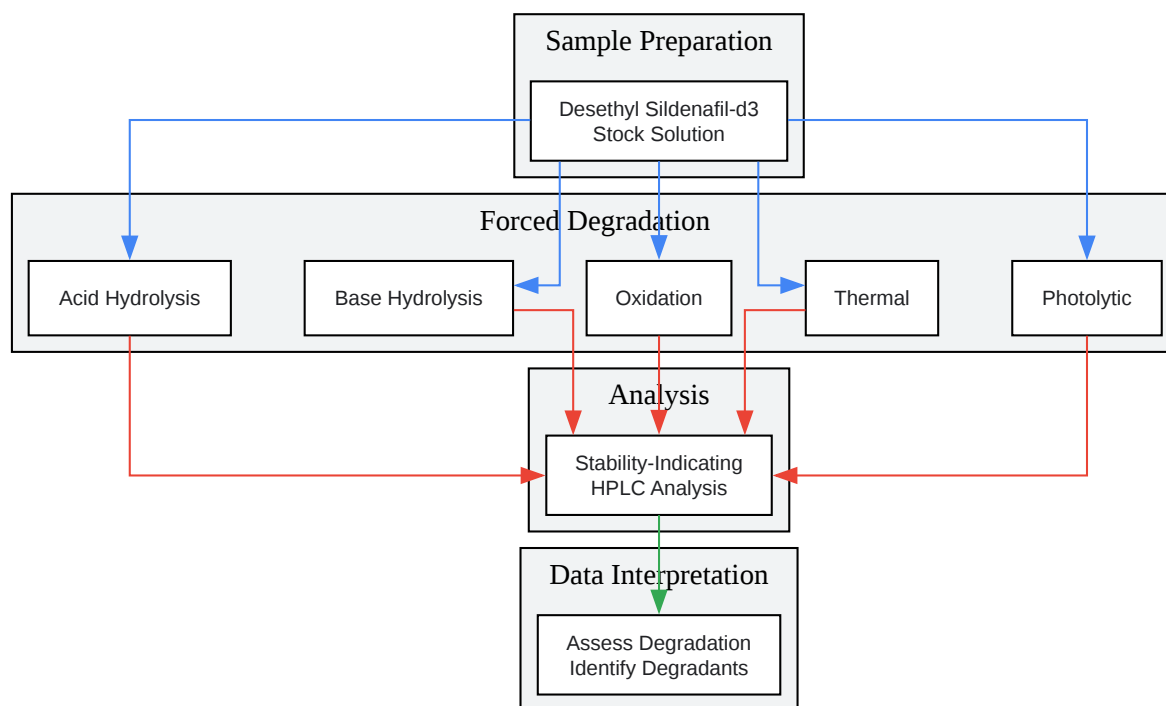 Sample Preparation
Desethyl Sildenafil-d3
Stock Solution
Forced Degradation
Acid Hydrolysis
Base Hydrolysis
Oxidation
Thermal
Photolytic
Analysis
Stability-Indicating
HPLC Analysis
Data Interpretation
Assess Degradation
Identify Degradants